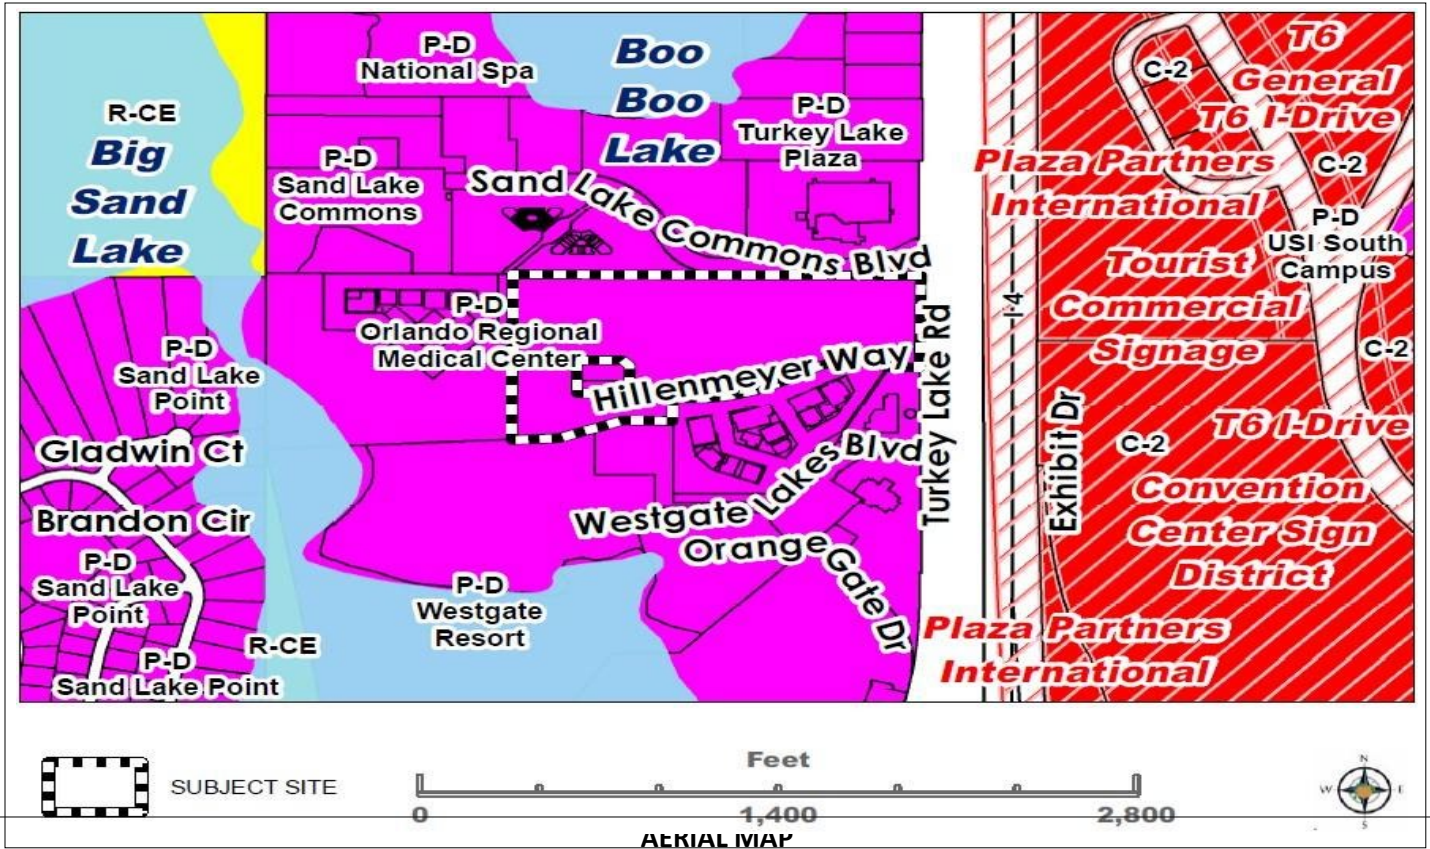 P-D
National Spa
Boo
Boo
Lake
P-D
Turkey Lake
Plaza
R-CE
Big
Sand
Lake
P-D
Sand Lake
Commons
Sand Lake Commons Blvd
C-2
T6
General
T6 I-Drive
Plaza Partners
International
C-2
P-D
USI South
Campus
Tourist
Commercial
Signage
I-4
C-2
P-D
Orlando Regional
Medical Center
Hillenmeyer Way
Turkey Lake Rd
P-D
Sand Lake
Point
Gladwin Ct
Brandon Cir
P-D
Sand Lake
Point
R-CE
P-D
Sand Lake Point
Westgate Lakes Blvd
Orange Gate Dr
P-D
Westgate
Resort
Exhibit Dr
C-2
T6 I-Drive
Convention
Center Sign
District
Plaza Partners
International
SUBJECT SITE
Feet
0 1,400 2,800
N
W E
S
AERIAL MAP